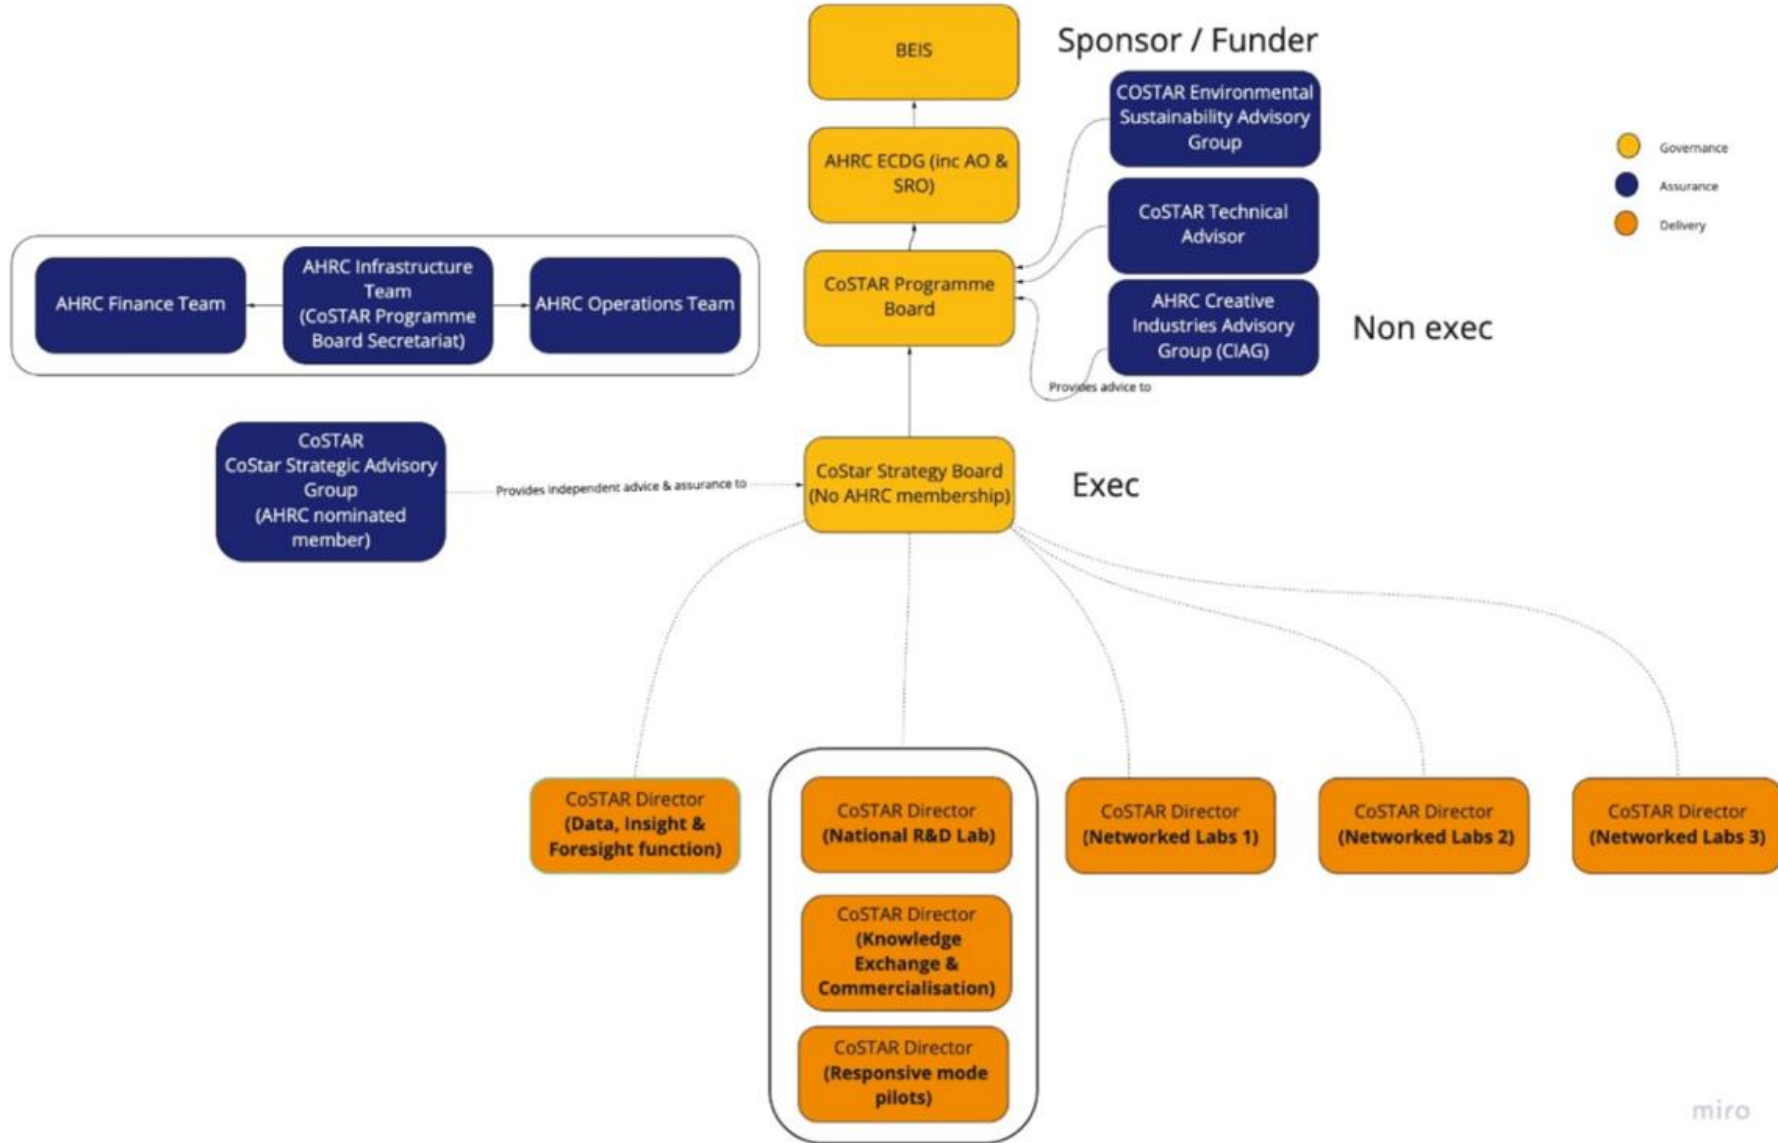 BEIS
Sponsor / Funder
COSTAR Environmental
Sustainability Advisory
Group
AHRC ECDG (inc AO &
SRO)
Governance
Assurance
Delivery
CoSTAR Technical
Advisor
AHRC Finance Team
AHRC Infrastructure
Team
(CoSTAR Programme
Board Secretariat)
AHRC Operations Team
CoSTAR Programme
Board
AHRC Creative
Industries Advisory
Group (CIAG)
Non exec
Provides advice to
CoSTAR
CoStar Strategic Advisory
Group
(AHRC nominated
member)
Provides independent advice & assurance to
CoStar Strategy Board
(No AHRC membership)
Exec
CoSTAR Director
(Data, Insight &
Foresight function)
CoSTAR Director
(National R&D Lab)
CoSTAR Director
(Networked Labs 1)
CoSTAR Director
(Networked Labs 2)
CoSTAR Director
(Networked Labs 3)
CoSTAR Director
(Knowledge
Exchange &
Commercialisation)
CoSTAR Director
(Responsive mode
pilots)
miro